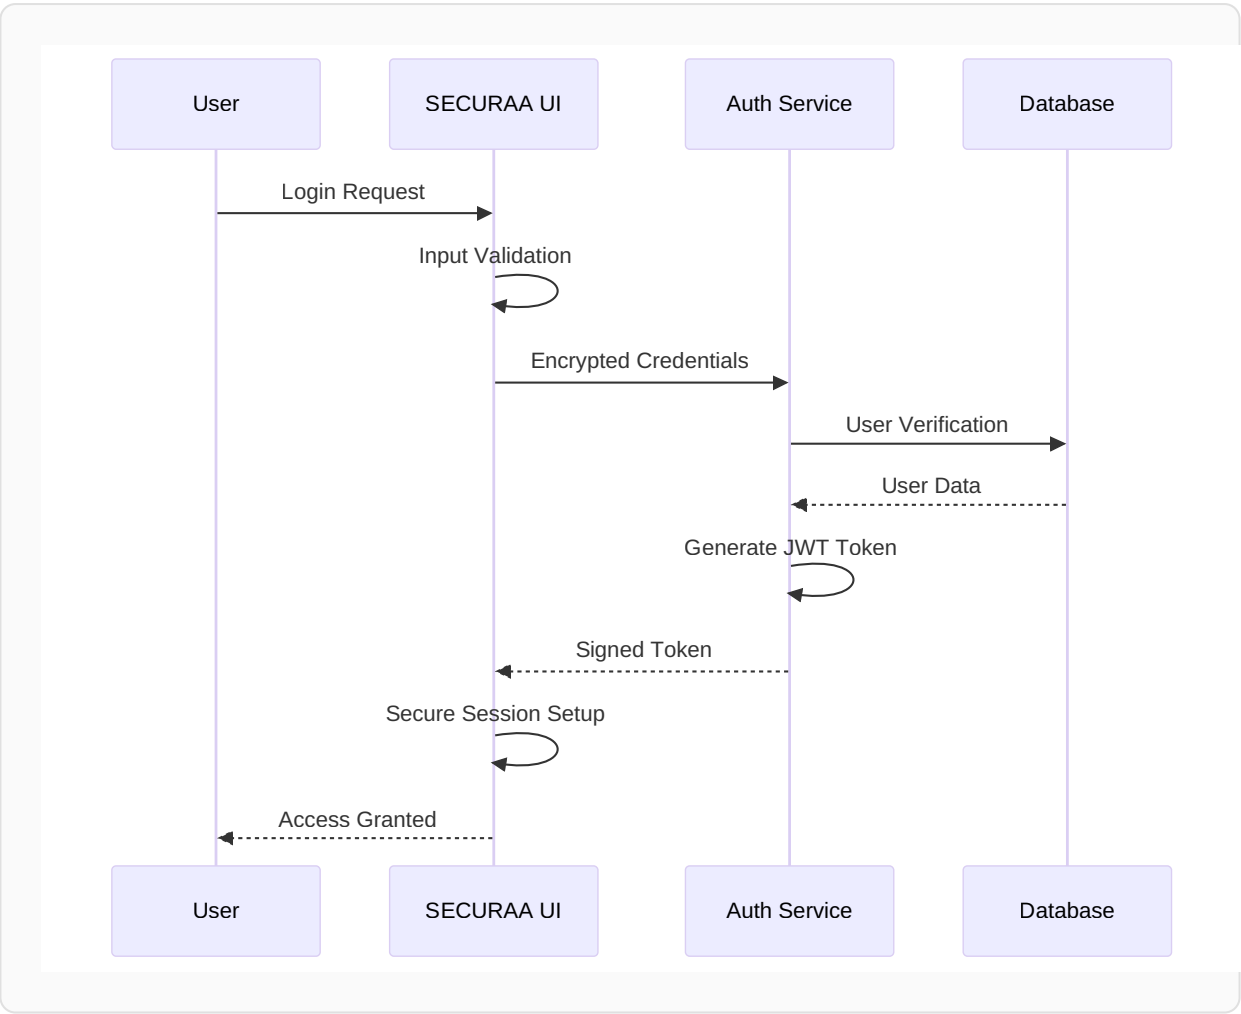 User
SECURAA UI
Auth Service
Database
Login Request
Input Validation
Encrypted Credentials
User Verification
User Data
Generate JWT Token
Signed Token
Secure Session Setup
Access Granted
User
SECURAA UI
Auth Service
Database